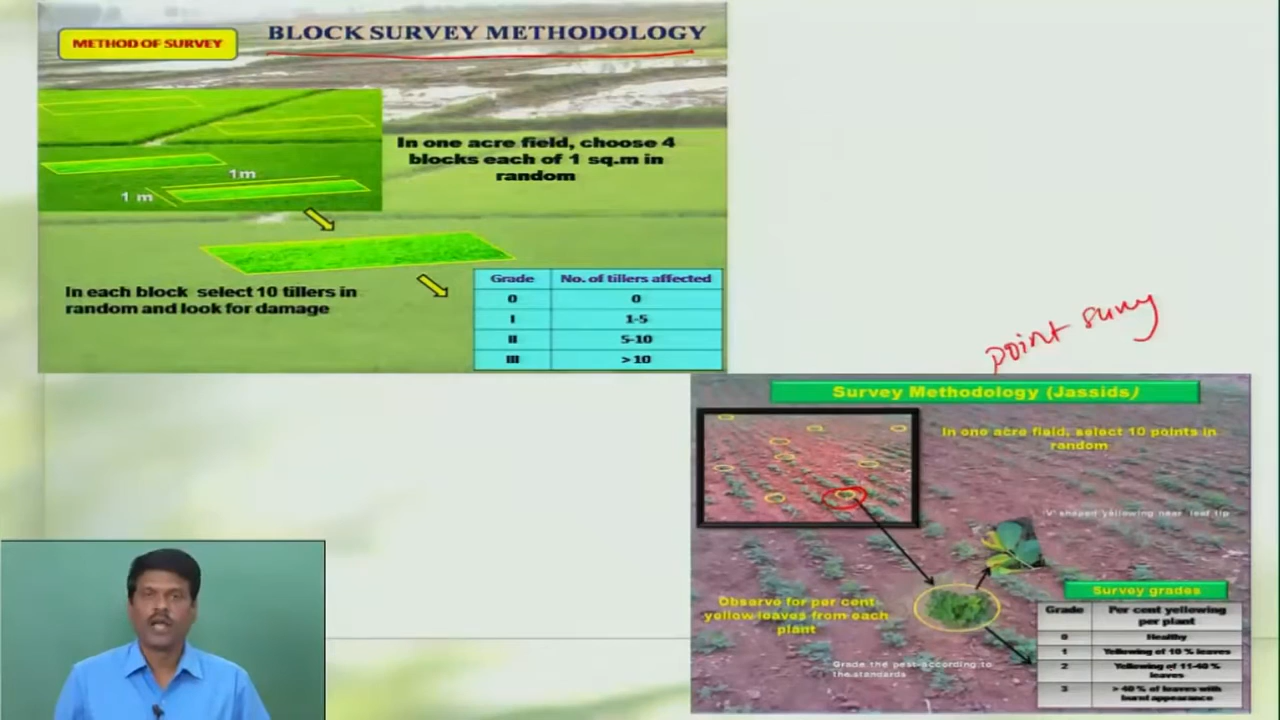 METHOD OF SURVEY
BLOCK SURVEY METHODOLOGY
In one acre field, choose 4
blocks each of 1 sq.m in
random
1m
1 m
In each block select 10 tillers in
random and look for damage
Grade No. of tillers affected
0 0
I 1-5
II 5-10
III > 10
point survy
Survey Methodology (Jassids)
In one acre field, select 10 points in
random
'V' shaped yellowing near leaf tip
Observe for per cent
yellow leaves from each
plant
Grade the pest according to
the standards
Survey grades
Grade Per cent yellowing
per plant
0 Healthy
1 Yellowing of 10 % leaves
2 Yellowing of 11-40 %
leaves
3 > 40 % of leaves with
burnt appearance